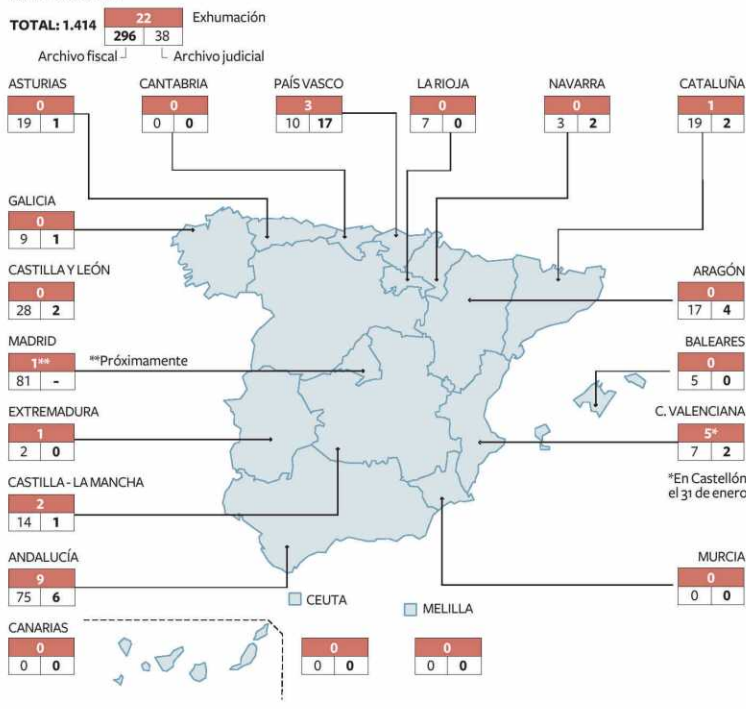 TOTAL: 1.414
22
Exhumación
296 38
Archivo fiscal
Archivo judicial
ASTURIAS
0
19 1
CANTABRIA
0
0 0
PAÍS VASCO
3
10 17
LA RIOJA
0
7 0
NAVARRA
0
3 2
CATALUÑA
1
19 2
GALICIA
0
9 1
CASTILLA Y LEÓN
0
28 2
ARAGÓN
0
17 4
MADRID
1**
81 -
**Próximamente
BALEARES
0
5 0
EXTREMADURA
1
2 0
C. VALENCIANA
5*
7 2
*En Castellón
el 31 de enero
CASTILLA - LA MANCHA
2
14 1
ANDALUCÍA
9
75 6
MURCIA
0
0 0
CEUTA
MELILLA
CANARIAS
0
0 0
0
0 0
0
0 0